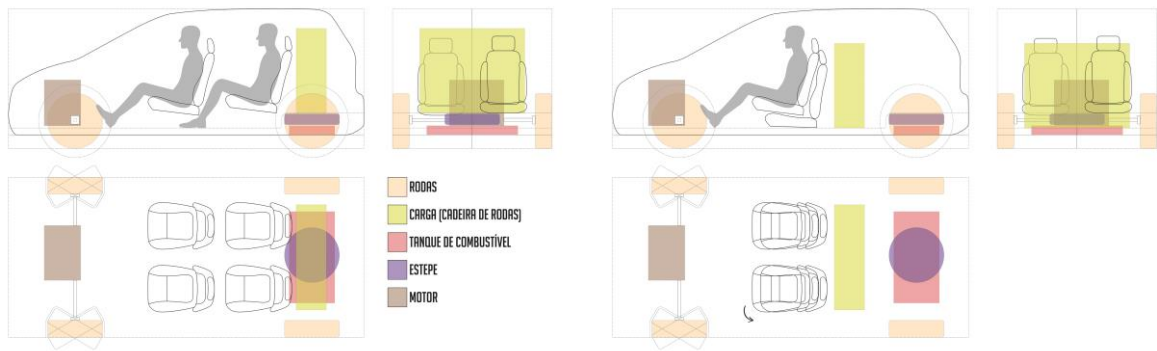 RODAS
CARGA (CADEIRA DE RODAS)
TANQUE DE COMBUSTÍVEL
ESTEPE
MOTOR